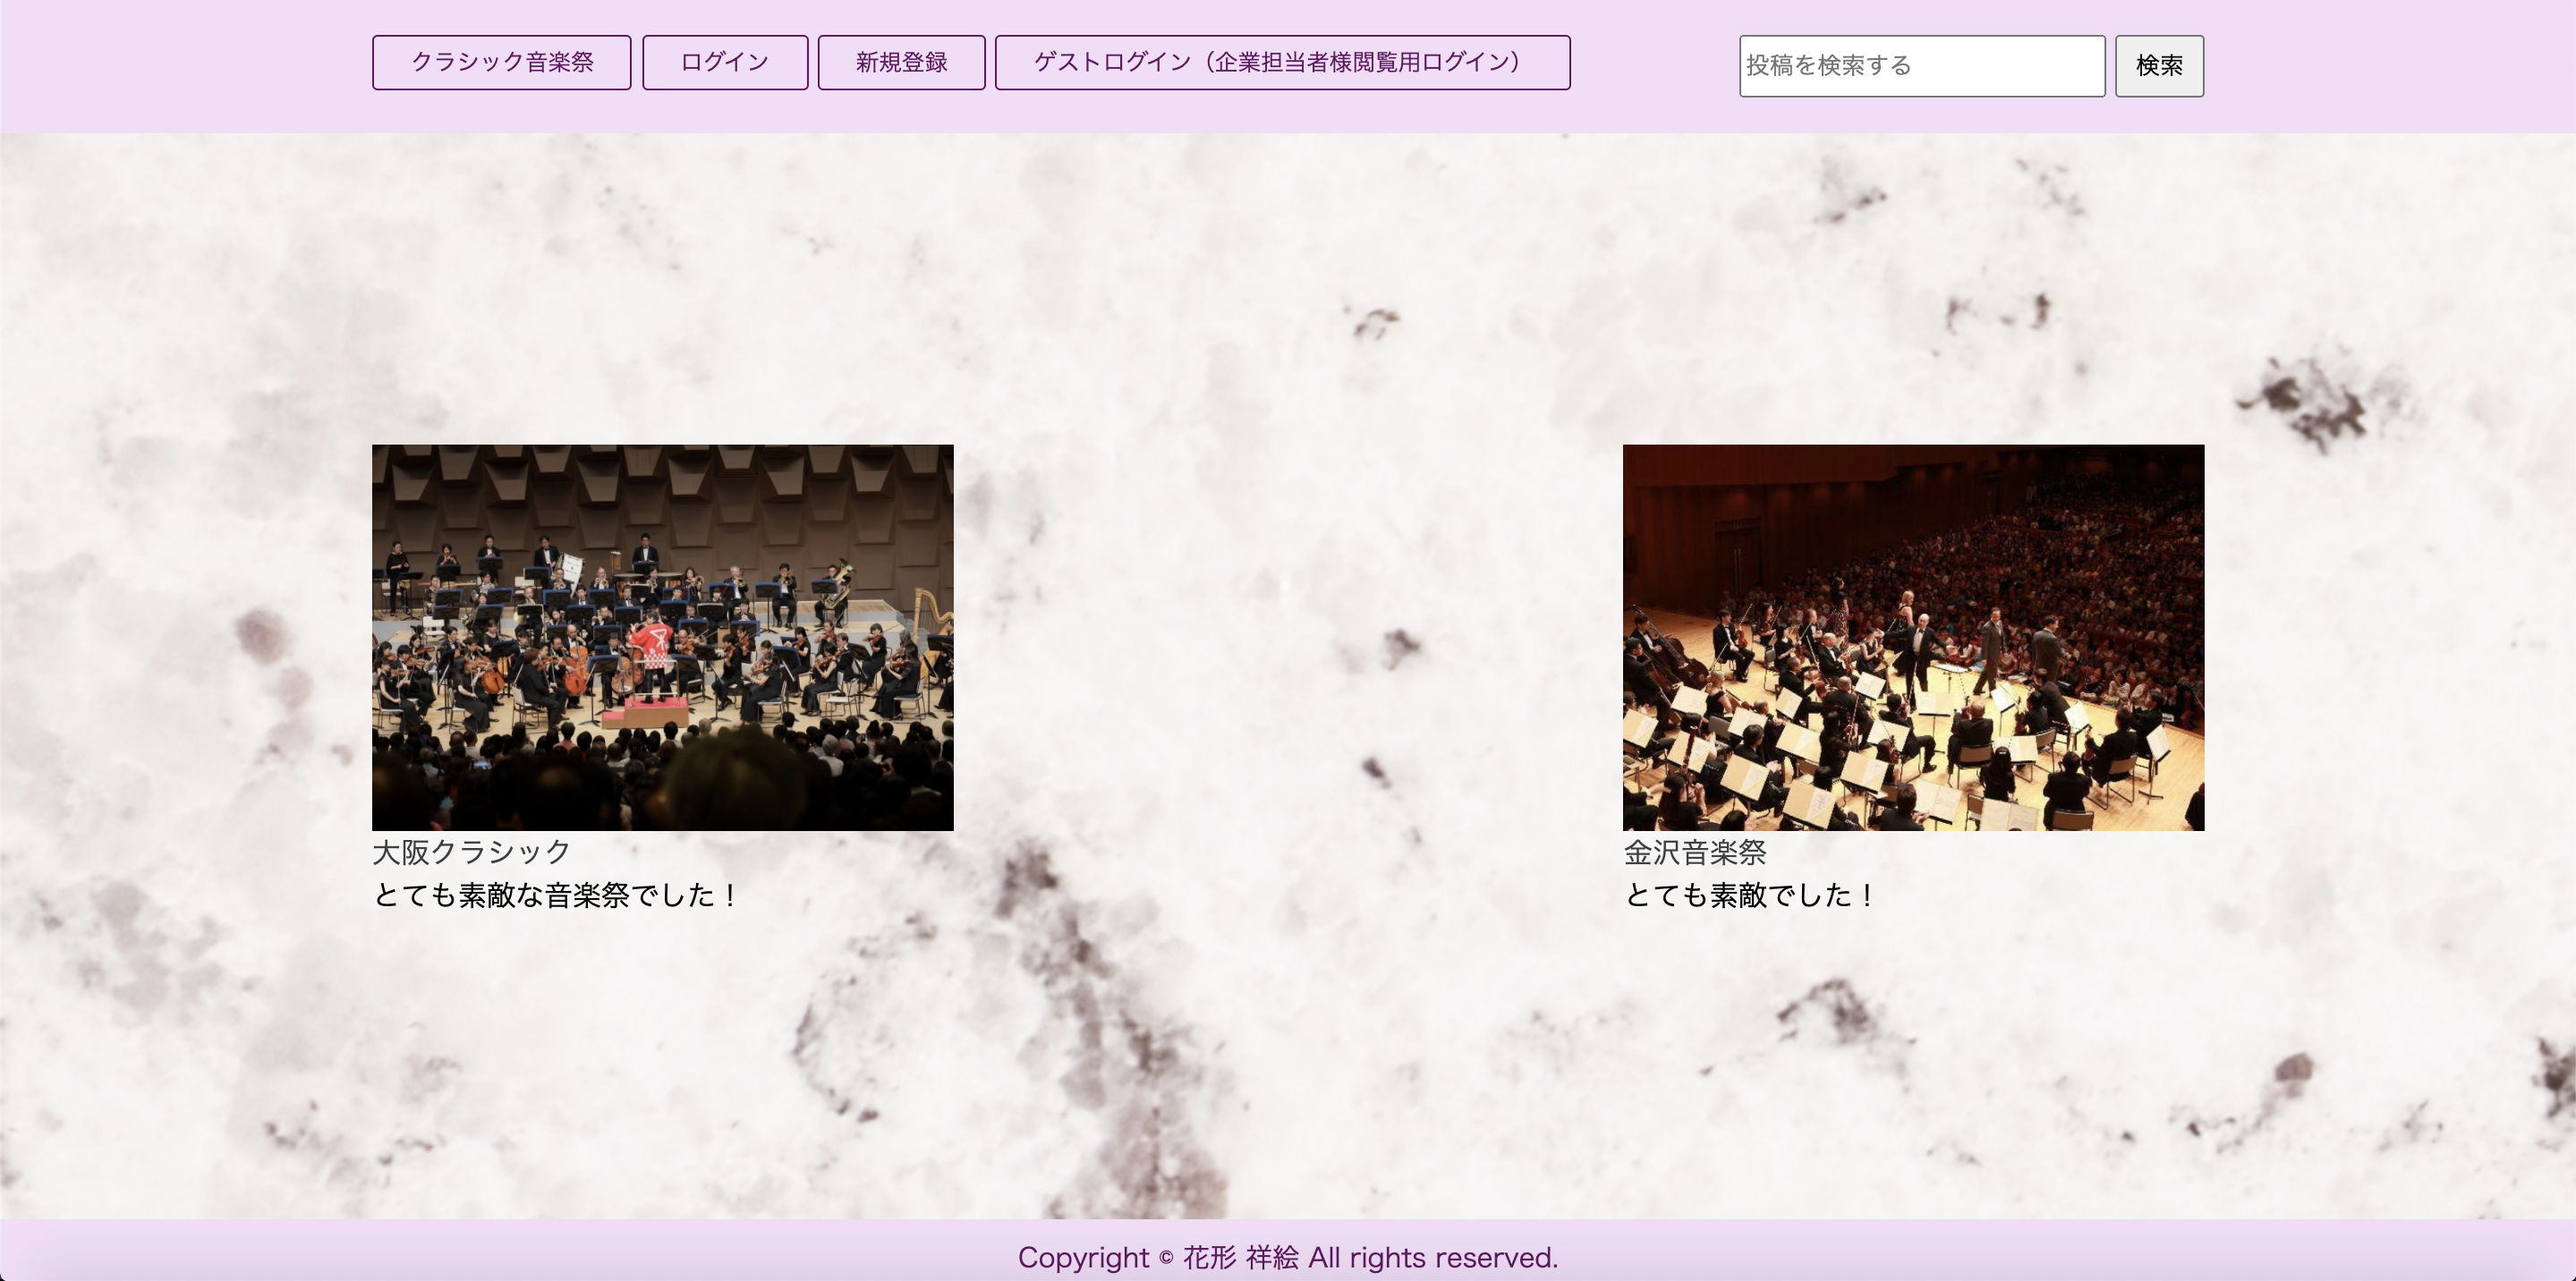 クラシック音楽祭
ログイン
新規登録
ゲストログイン（企業担当者様閲覧用ログイン）
投稿を検索する
検索
大阪クラシック
とても素敵な音楽祭でした！
金沢音楽祭
とても素敵でした！
Copyright © 花形 祥絵 All rights reserved.